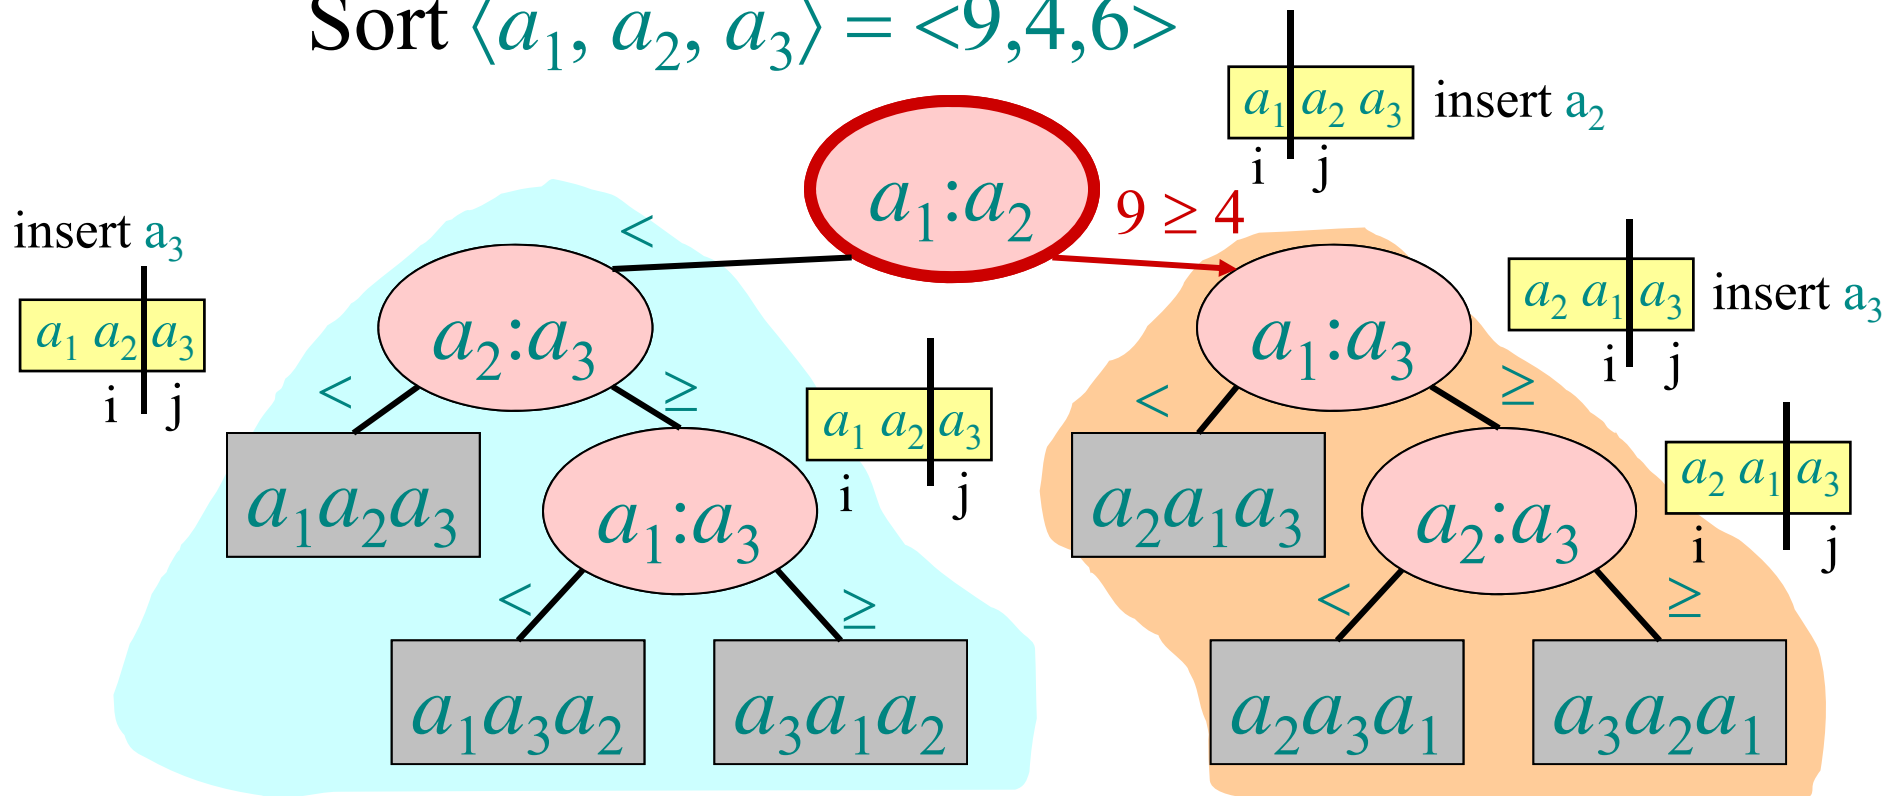 Sort ⟨a₁, a₂, a₃⟩ = <9,4,6>
a₁ a₂ a₃ insert a₂
i j
a₁:a₂
9 ≥ 4
<
insert a₃
a₁ a₂ a₃
i j
a₂:a₃
< ≥
a₁ a₂ a₃
i j
a₁:a₃
< ≥
a₂ a₁ a₃ insert a₃
i j
a₂ a₁ a₃
i j
a₁a₂a₃
a₁:a₃
< ≥
a₂a₁a₃
a₂:a₃
< ≥
a₁a₃a₂
a₃a₁a₂
a₂a₃a₁
a₃a₂a₁